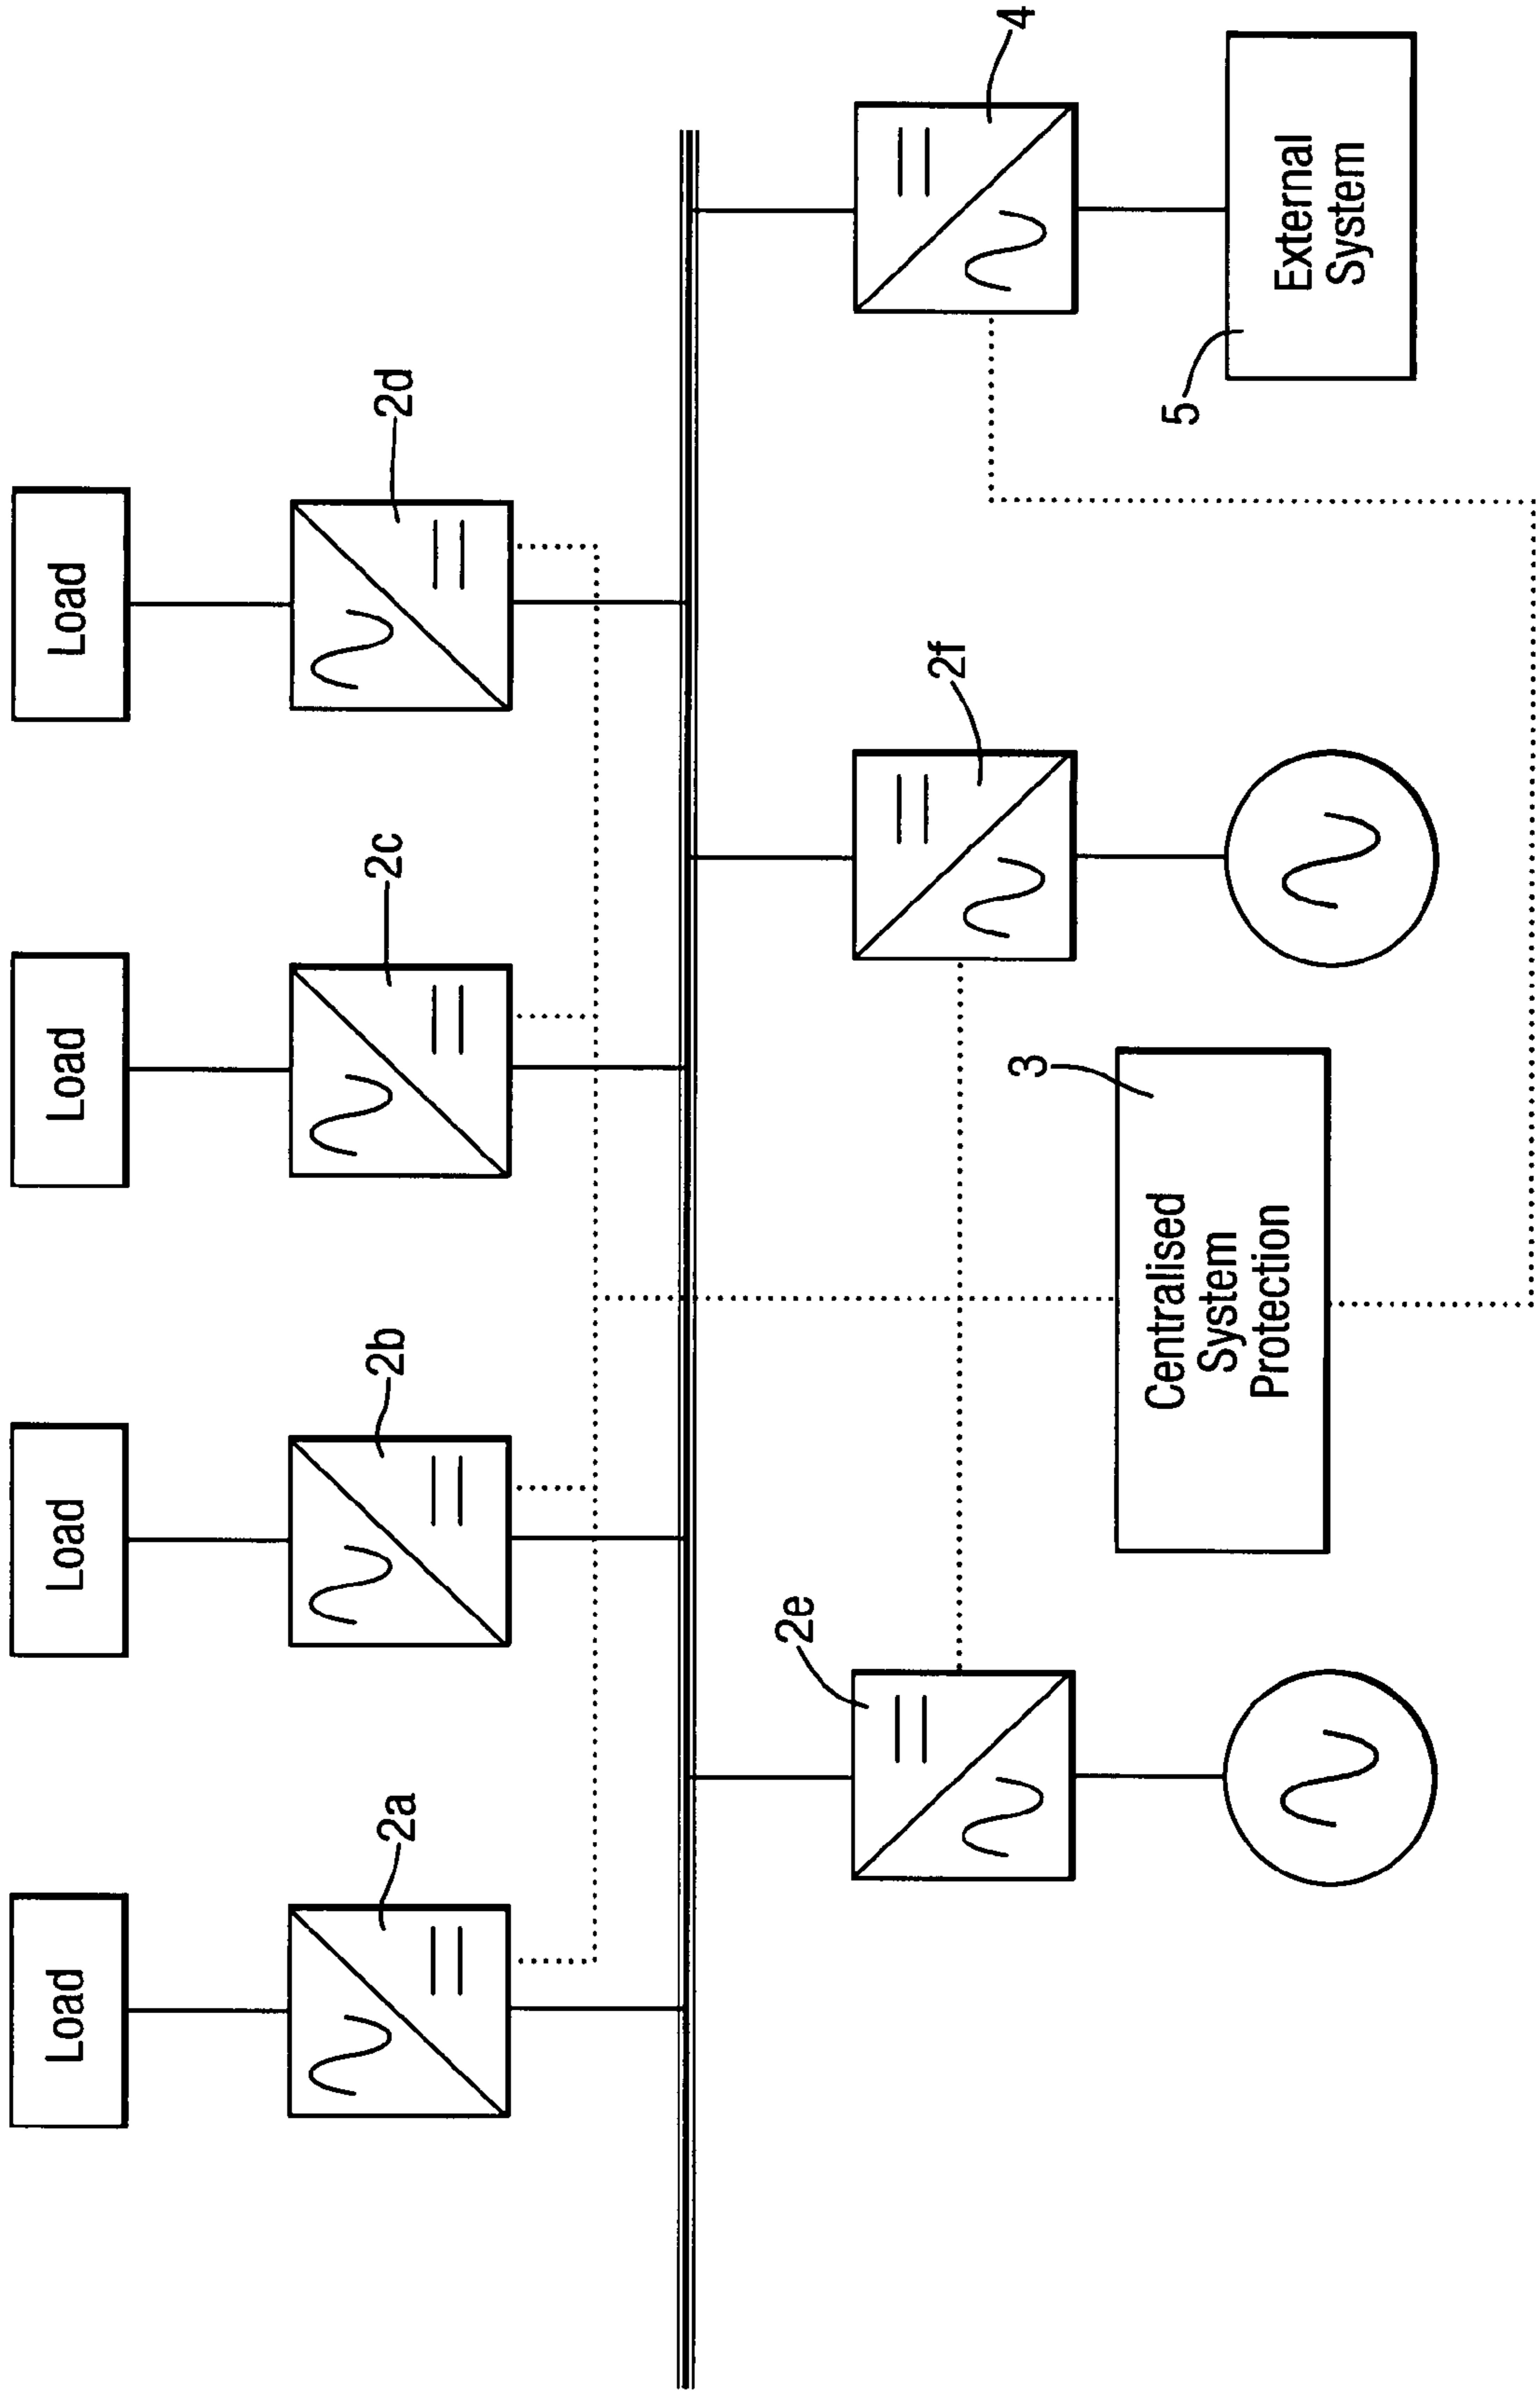 Load
Load
Load
Load
2a
2b
2c
2d
2e
2f
4
3
Centralised
System
Protection
5
External
System